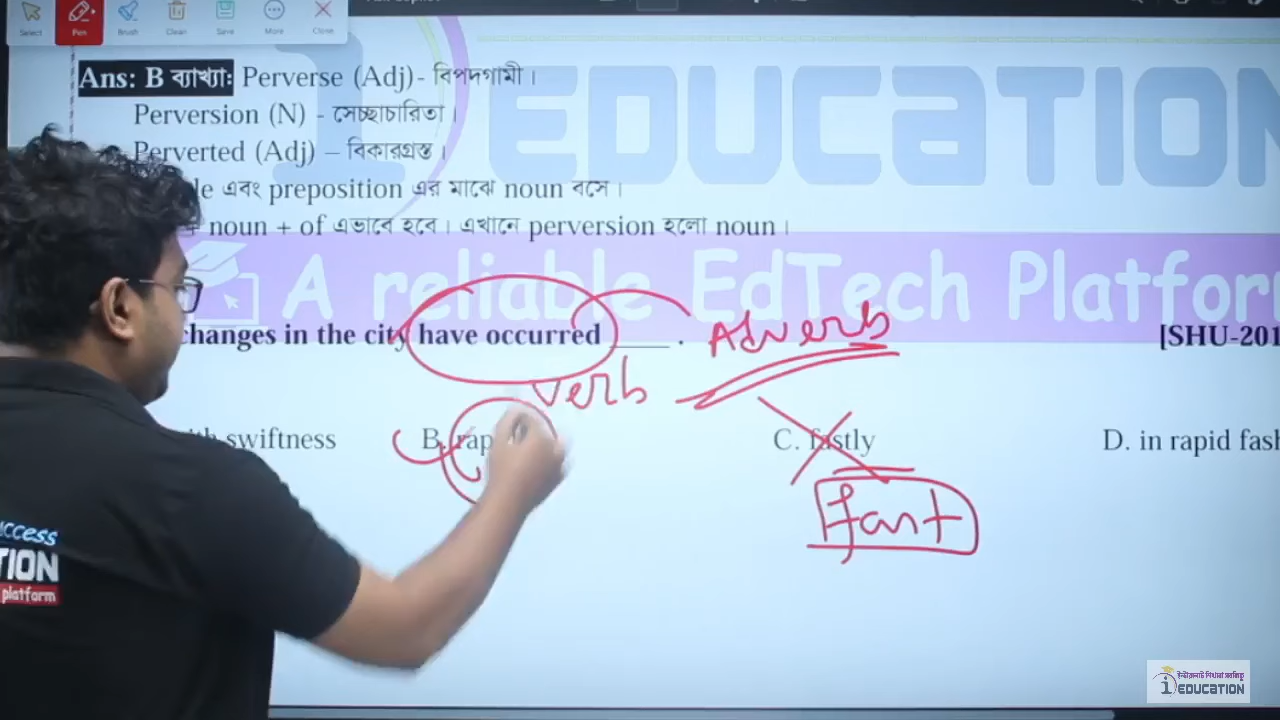 Select Pen Brush Clean Save More Close
EDUCATION
Ans: B ব্যাখ্যাঃ Perverse (Adj)- বিপদগামী।
Perversion (N) - সেচ্ছাচারিতা।
Perverted (Adj) – বিকারগ্রস্ত।
এবং preposition এর মাঝে noun বসে।
+ noun + of এভাবে হবে। এখানে perversion হলো noun।
A reliable EdTech Platform
changes in the city have occurred ____ . Adverb [SHU-201
verb
swiftness B. rap C. fastly D. in rapid fash
fast
TION
platform
EDUCATION